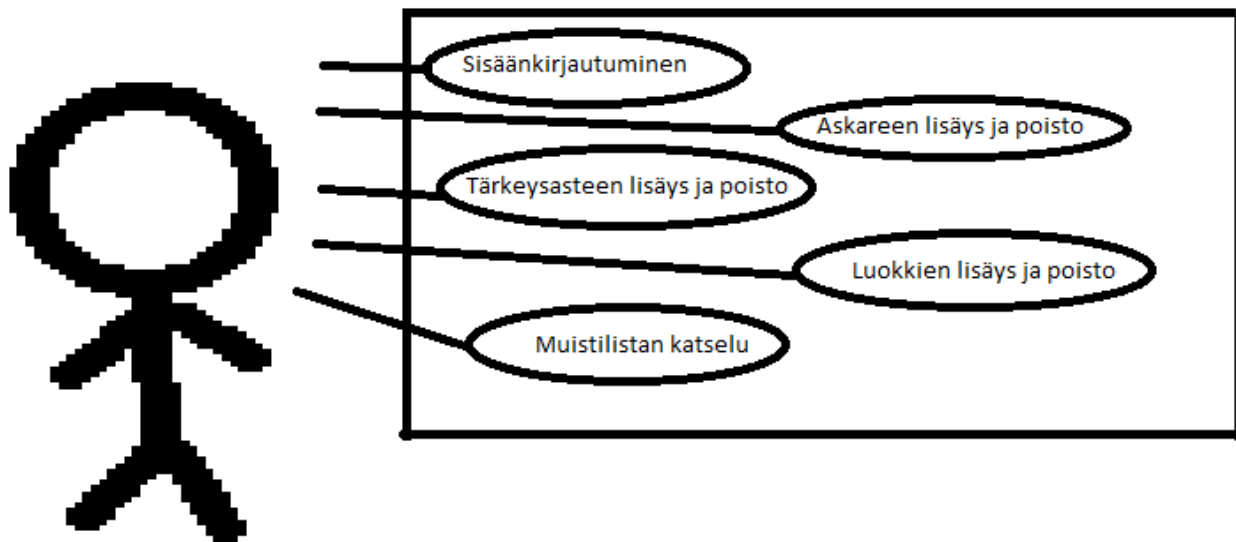 Sisäänkirjautuminen
Askareen lisäys ja poisto
Tärkeysasteen lisäys ja poisto
Luokkien lisäys ja poisto
Muistilistan katselu